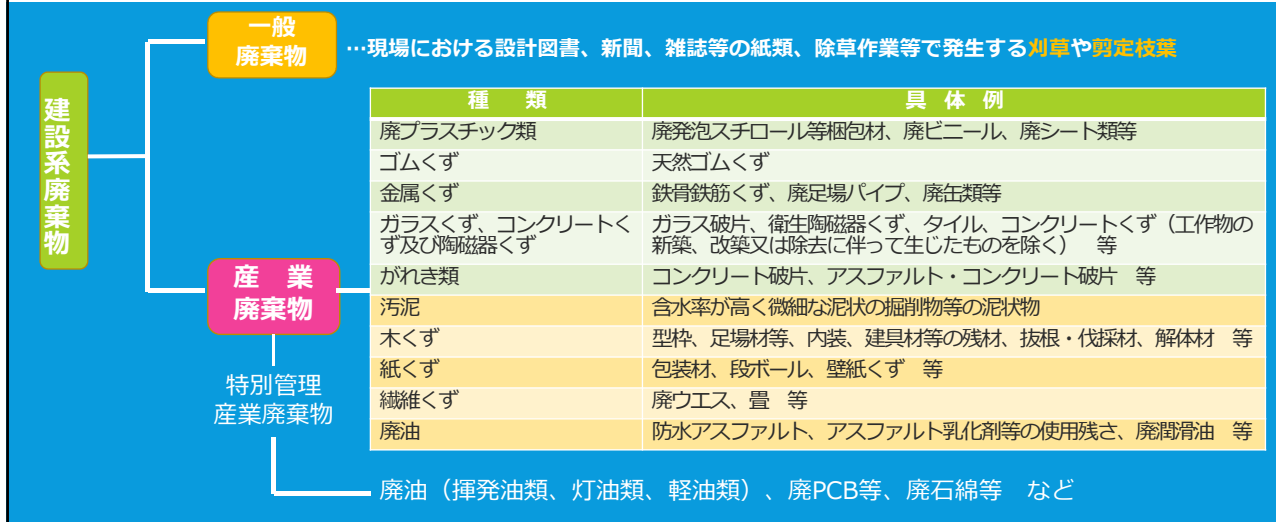 一般
廃棄物
…現場における設計図書、新聞、雑誌等の紙類、除草作業等で発生する刈草や剪定枝葉
建設系廃棄物
種　類　具 体 例
廃プラスチック類　廃発泡スチロール等梱包材、廃ビニール、廃シート類等
ゴムくず　天然ゴムくず
金属くず　鉄骨鉄筋くず、廃足場パイプ、廃缶類等
ガラスくず、コンクリートく　ガラス破片、衛生陶磁器くず、タイル、コンクリートくず（工作物の
ず及び陶磁器くず　新築、改築又は除去に伴って生じたものを除く）　等
産　業
廃棄物
がれき類　コンクリート破片、アスファルト・コンクリート破片　等
汚泥　含水率が高く微細な泥状の掘削物等の泥状物
木くず　型枠、足場材等、内装、建具材等の残材、抜根・伐採材、解体材　等
紙くず　包装材、段ボール、壁紙くず　等
繊維くず　廃ウエス、畳　等
廃油　防水アスファルト、アスファルト乳化剤等の使用残さ、廃潤滑油　等
特別管理
産業廃棄物
廃油（揮発油類、灯油類、軽油類）、廃PCB等、廃石綿等　など